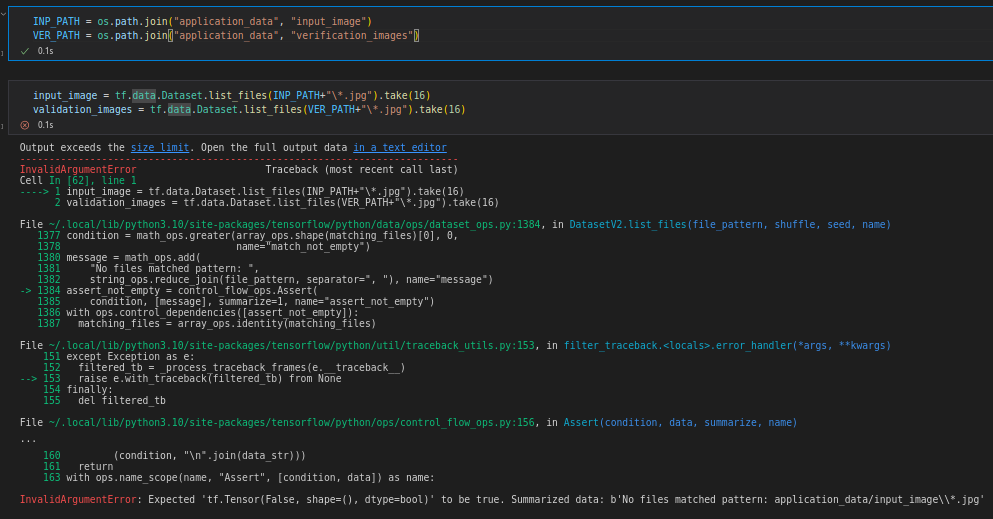 INP_PATH = os.path.join("application_data", "input_image")
VER_PATH = os.path.join("application_data", "verification_images")
0.1s
input_image = tf.data.Dataset.list_files(INP_PATH+"\*.jpg").take(16)
validation_images = tf.data.Dataset.list_files(VER_PATH+"\*.jpg").take(16)
0.1s
Output exceeds the size limit. Open the full output data in a text editor
---------------------------------------------------------------------------
InvalidArgumentError                      Traceback (most recent call last)
Cell In [62], line 1
----> 1 input_image = tf.data.Dataset.list_files(INP_PATH+"\*.jpg").take(16)
      2 validation_images = tf.data.Dataset.list_files(VER_PATH+"\*.jpg").take(16)
File ~/.local/lib/python3.10/site-packages/tensorflow/python/data/ops/dataset_ops.py:1384, in DatasetV2.list_files(file_pattern, shuffle, seed, name)
   1377 condition = math_ops.greater(array_ops.shape(matching_files)[0], 0,
   1378                              name="match_not_empty")
   1380 message = math_ops.add(
   1381     "No files matched pattern: ",
   1382     string_ops.reduce_join(file_pattern, separator=", "), name="message")
-> 1384 assert_not_empty = control_flow_ops.Assert(
   1385     condition, [message], summarize=1, name="assert_not_empty")
   1386 with ops.control_dependencies([assert_not_empty]):
   1387   matching_files = array_ops.identity(matching_files)
File ~/.local/lib/python3.10/site-packages/tensorflow/python/util/traceback_utils.py:153, in filter_traceback.<locals>.error_handler(*args, **kwargs)
    151 except Exception as e:
    152   filtered_tb = _process_traceback_frames(e.__traceback__)
--> 153   raise e.with_traceback(filtered_tb) from None
    154 finally:
    155   del filtered_tb
File ~/.local/lib/python3.10/site-packages/tensorflow/python/ops/control_flow_ops.py:156, in Assert(condition, data, summarize, name)
...
    160         (condition, "\n".join(data_str)))
    161   return
    163 with ops.name_scope(name, "Assert", [condition, data]) as name:
InvalidArgumentError: Expected 'tf.Tensor(False, shape=(), dtype=bool)' to be true. Summarized data: b'No files matched pattern: application_data/input_image\\*.jpg'